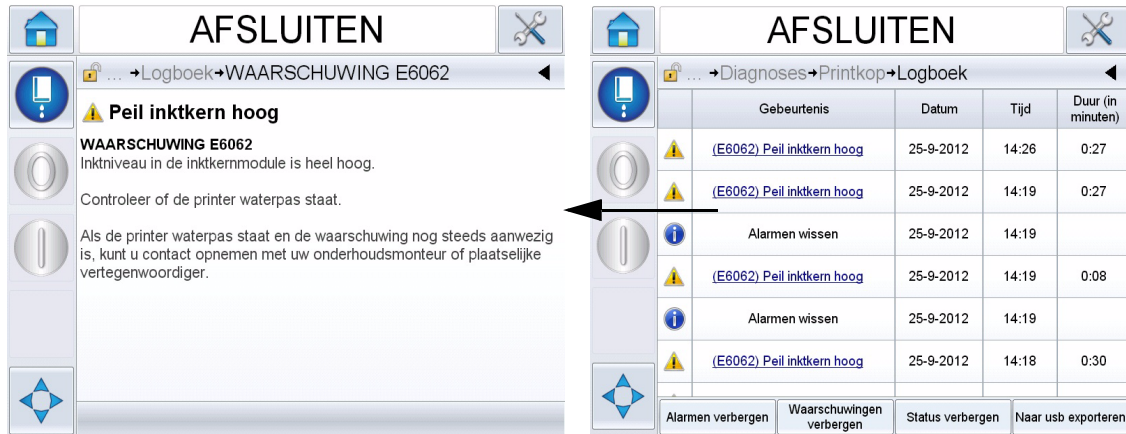 AFSLUITEN
... →Logboek→WAARSCHUWING E6062
Peil inktkern hoog
WAARSCHUWING E6062
Inktniveau in de inktkernmodule is heel hoog.
Controleer of de printer waterpas staat.
Als de printer waterpas staat en de waarschuwing nog steeds aanwezig
is, kunt u contact opnemen met uw onderhoudsmonteur of plaatselijke
vertegenwoordiger.
AFSLUITEN
... →Diagnoses→Printkop→Logboek
Gebeurtenis Datum Tijd Duur (in
minuten)
(E6062) Peil inktkern hoog 25-9-2012 14:26 0:27
(E6062) Peil inktkern hoog 25-9-2012 14:19 0:27
Alarmen wissen 25-9-2012 14:19
(E6062) Peil inktkern hoog 25-9-2012 14:19 0:08
Alarmen wissen 25-9-2012 14:19
(E6062) Peil inktkern hoog 25-9-2012 14:18 0:30
Alarmen verbergen Waarschuwingen
verbergen Status verbergen Naar usb exporteren